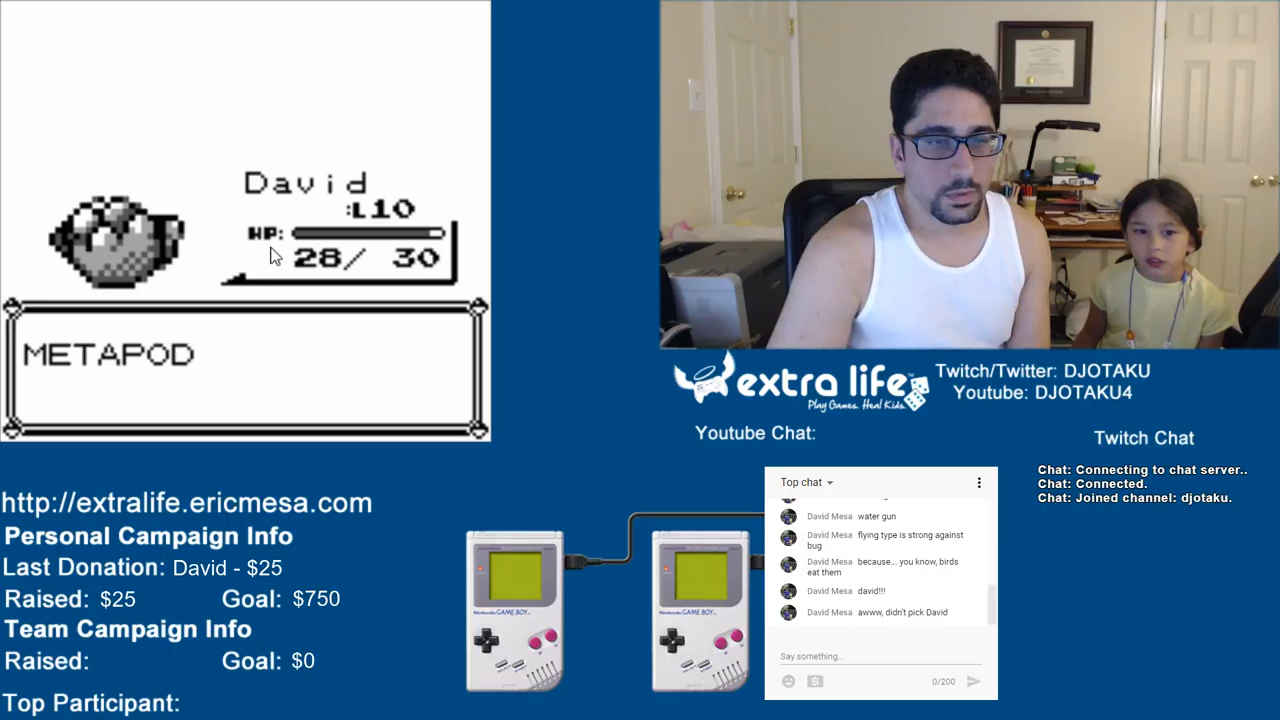 David
:L10
HP:
28/ 30
METAPOD
extra life
Play Games. Heal Kids.
Twitch/Twitter: DJOTAKU
Youtube: DJOTAKU4
Youtube Chat:
Twitch Chat
Chat: Connecting to chat server..
Chat: Connected.
Chat: Joined channel: djotaku.
http://extralife.ericmesa.com
Personal Campaign Info
Last Donation: David - $25
Raised: $25 Goal: $750
Team Campaign Info
Raised: Goal: $0
Top Participant:
Nintendo GAME BOY
Nintendo GAME BOY
Top chat
David Mesa water gun
David Mesa flying type is strong against
bug
David Mesa because... you know, birds
eat them
David Mesa david!!!
David Mesa awww, didn't pick David
Say something...
0/200